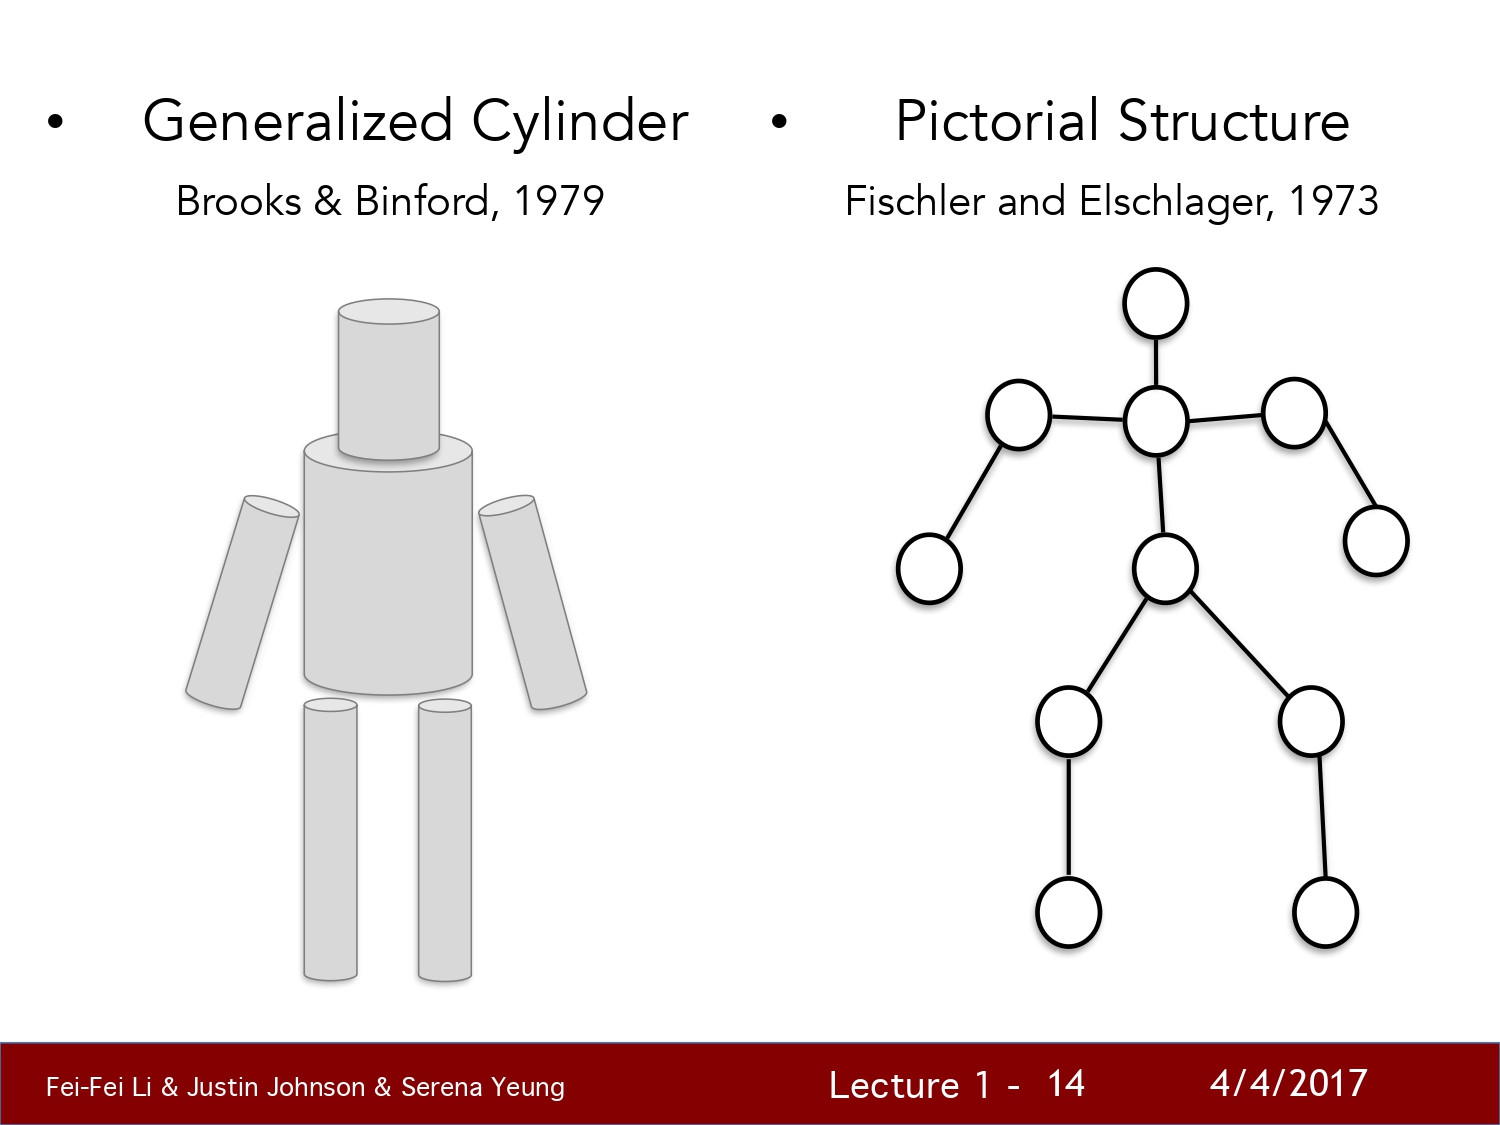 • Generalized Cylinder
Brooks & Binford, 1979
• Pictorial Structure
Fischler and Elschlager, 1973
Fei-Fei Li & Justin Johnson & Serena Yeung
Lecture 1 - 14
4/4/2017